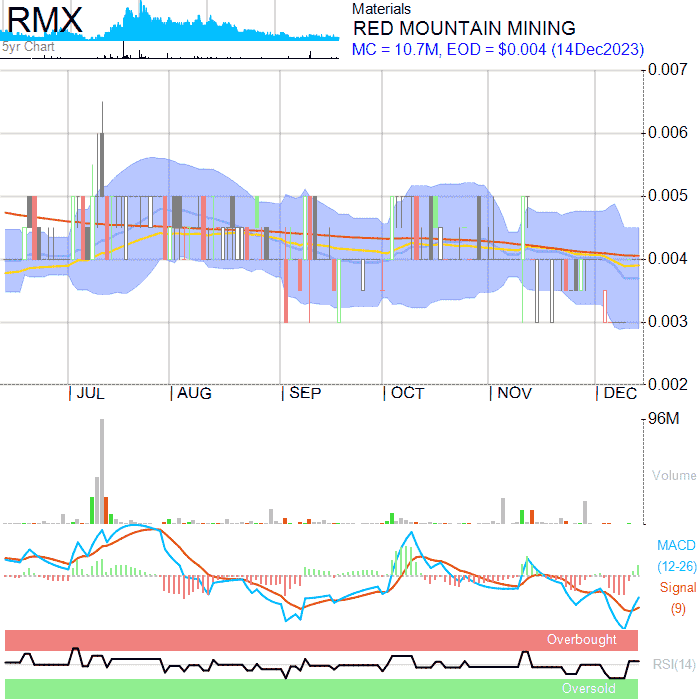 RMX
5yr Chart
Materials
RED MOUNTAIN MINING
MC = 10.7M, EOD = $0.004 (14Dec2023)
0.007
0.006
0.005
0.004
0.003
0.002
JUL AUG SEP OCT NOV DEC
96M
Volume
MACD
(12-26)
Signal
(9)
Overbought
RSI(14)
Oversold